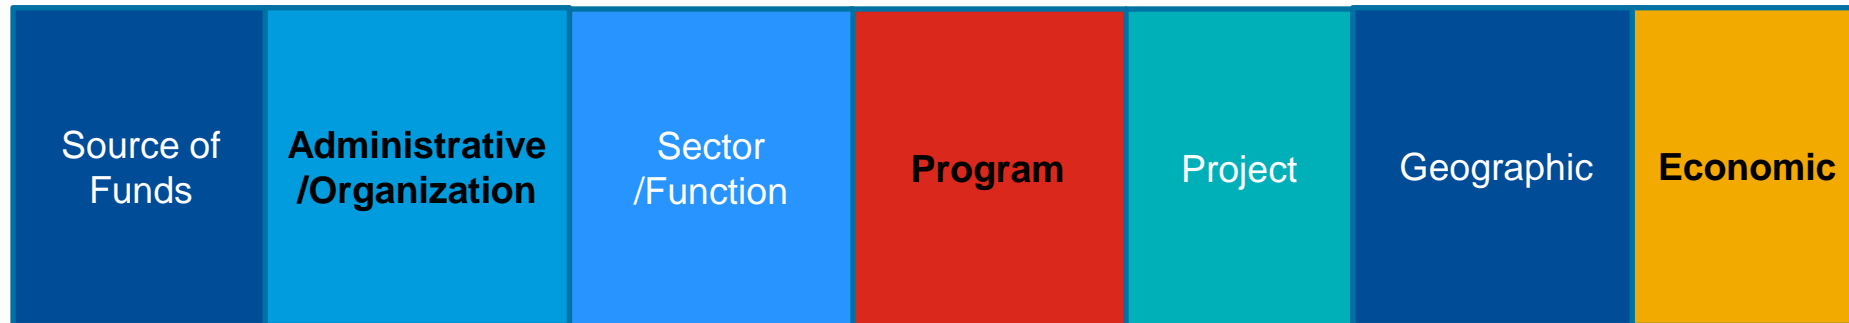 Source of
Funds
Administrative
/Organization
Sector
/Function
Program
Project
Geographic
Economic